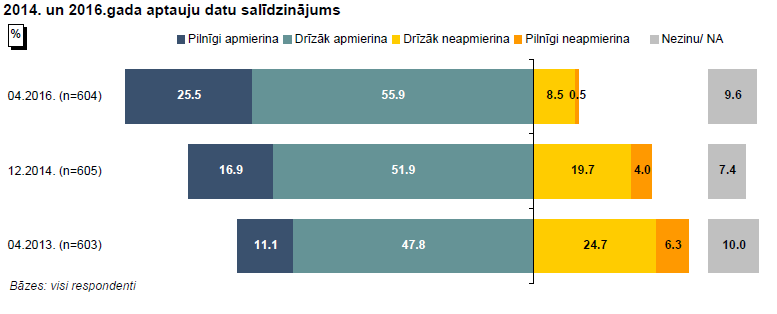 2014. un 2016.gada aptauju datu salīdzinājums
%
Pilnīgi apmierina Drīzāk apmierina Drīzāk neapmierina Pilnīgi neapmierina Nezinu/ NA
04.2016. (n=604) 25.5 55.9 8.5 0.5 9.6
12.2014. (n=605) 16.9 51.9 19.7 4.0 7.4
04.2013. (n=603) 11.1 47.8 24.7 6.3 10.0
Bāzes: visi respondenti